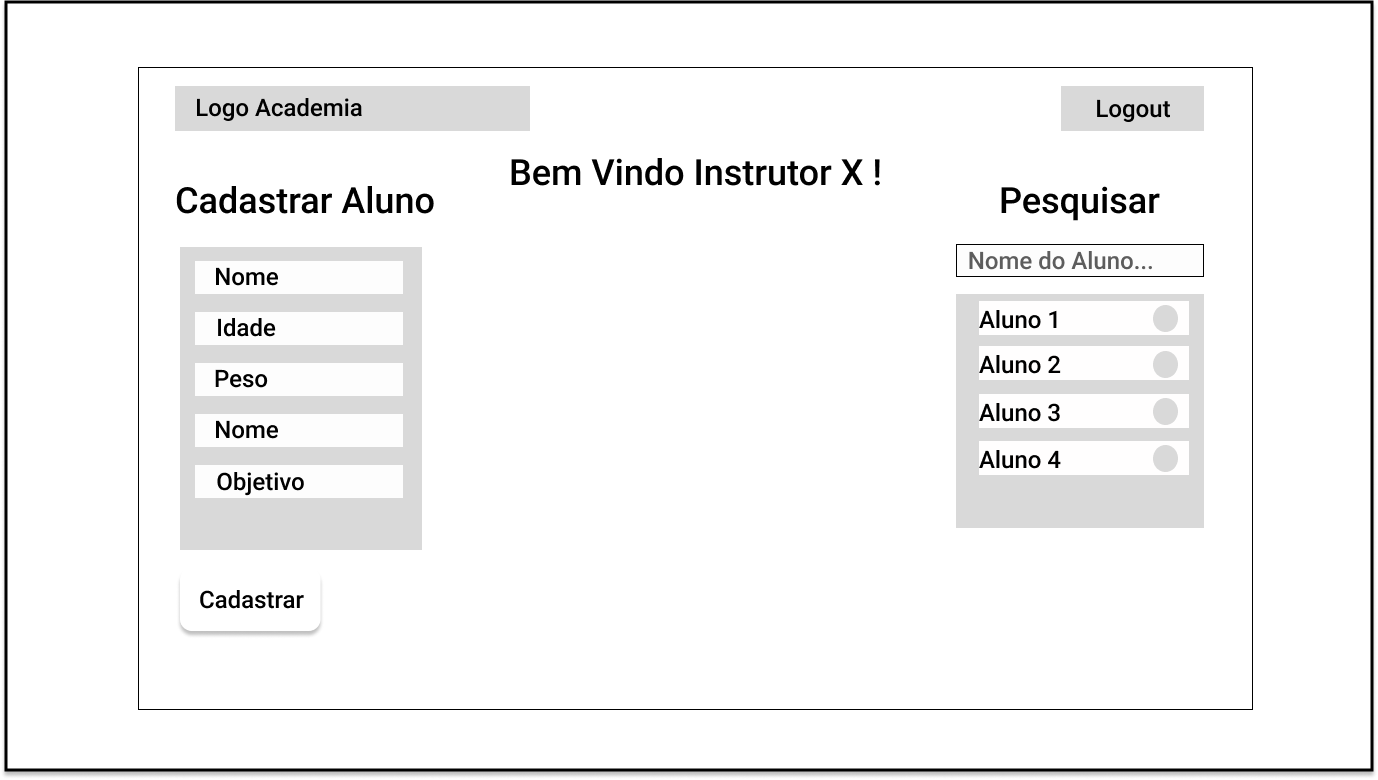 Logo Academia
Logout
Bem Vindo Instrutor X !
Cadastrar Aluno
Nome
Idade
Peso
Nome
Objetivo
Cadastrar
Pesquisar
Nome do Aluno...
Aluno 1
Aluno 2
Aluno 3
Aluno 4